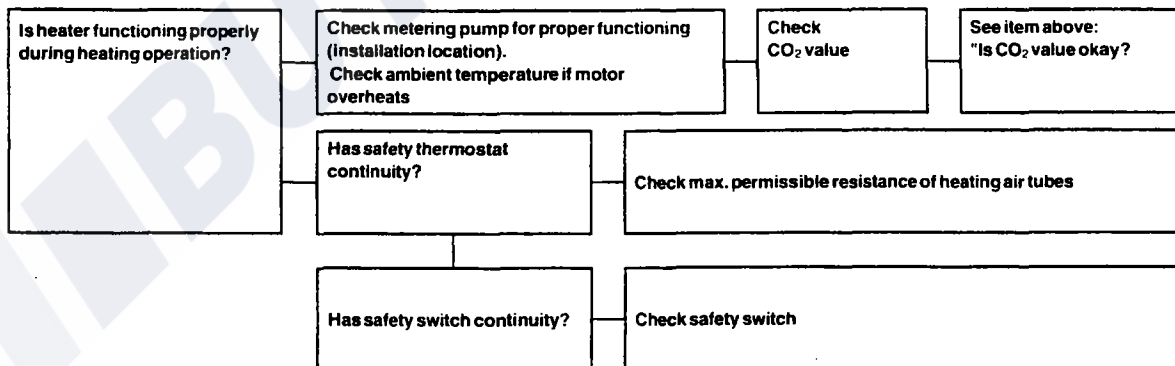 Is heater functioning properly
during heating operation?
Check metering pump for proper functioning
(Installation location).
Check ambient temperature if motor
overheats
Check
CO₂ value
See item above:
"Is CO₂ value okay?
Has safety thermostat
continuity?
Check max. permissible resistance of heating air tubes
Has safety switch continuity?
Check safety switch